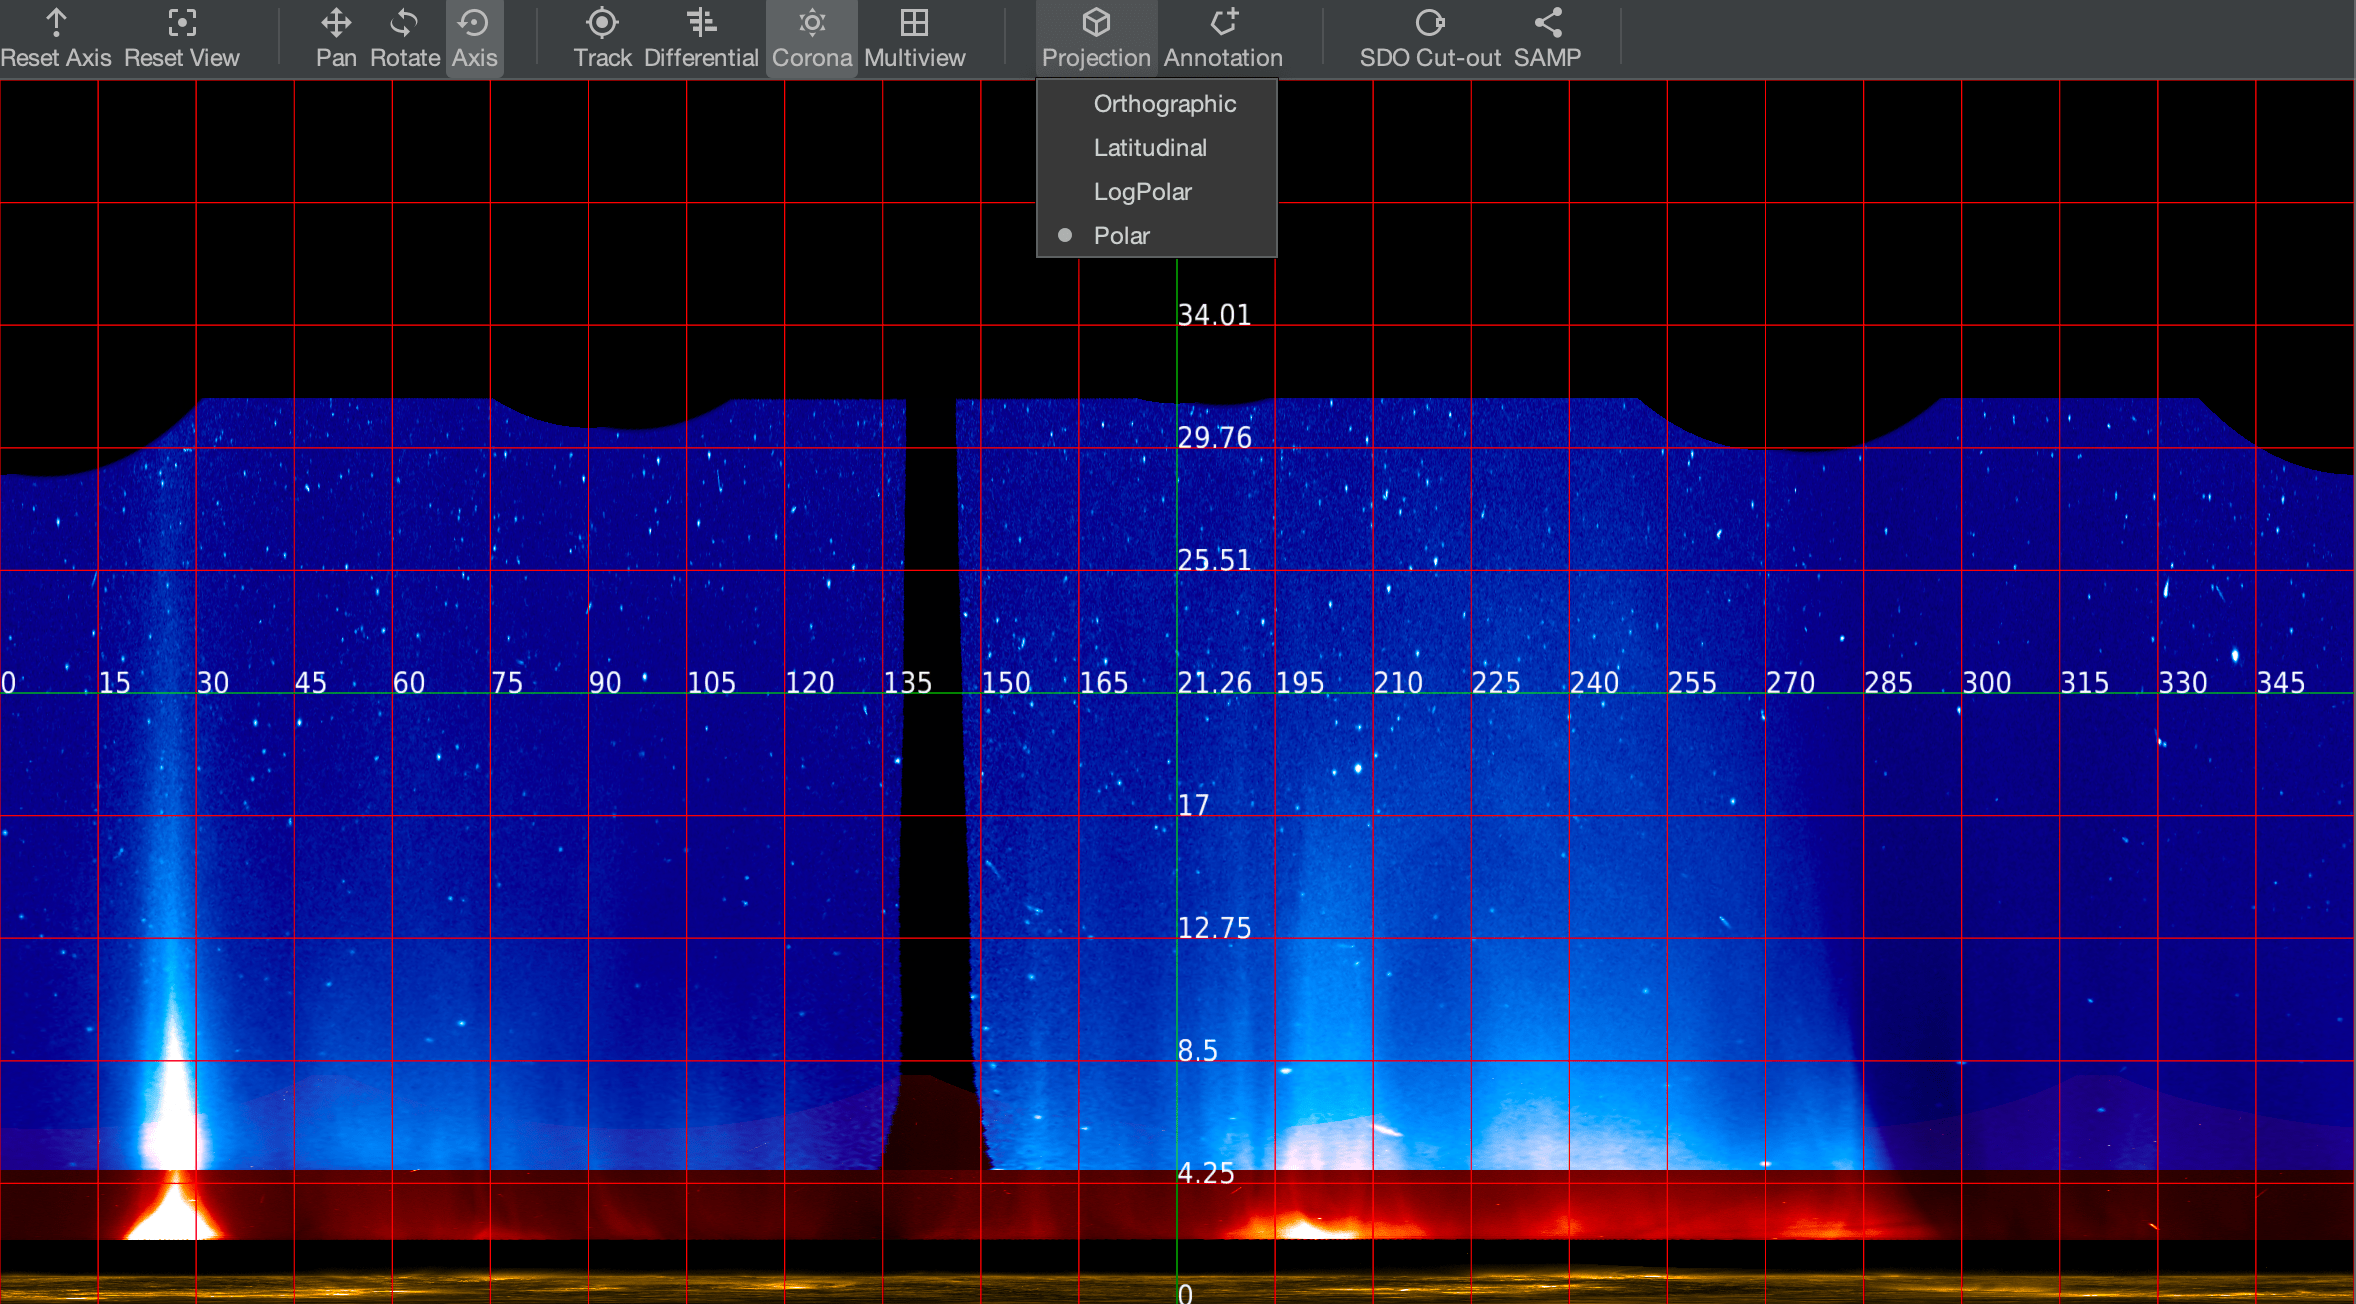 Reset Axis Reset View Pan Rotate Axis Track Differential Corona Multiview Projection Annotation SDO Cut-out SAMP
Orthographic
Latitudinal
LogPolar
Polar
34.01
29.76
25.51
0 15 30 45 60 75 90 105 120 135 150 165 21.26 195 210 225 240 255 270 285 300 315 330 345
17
12.75
8.5
4.25
0